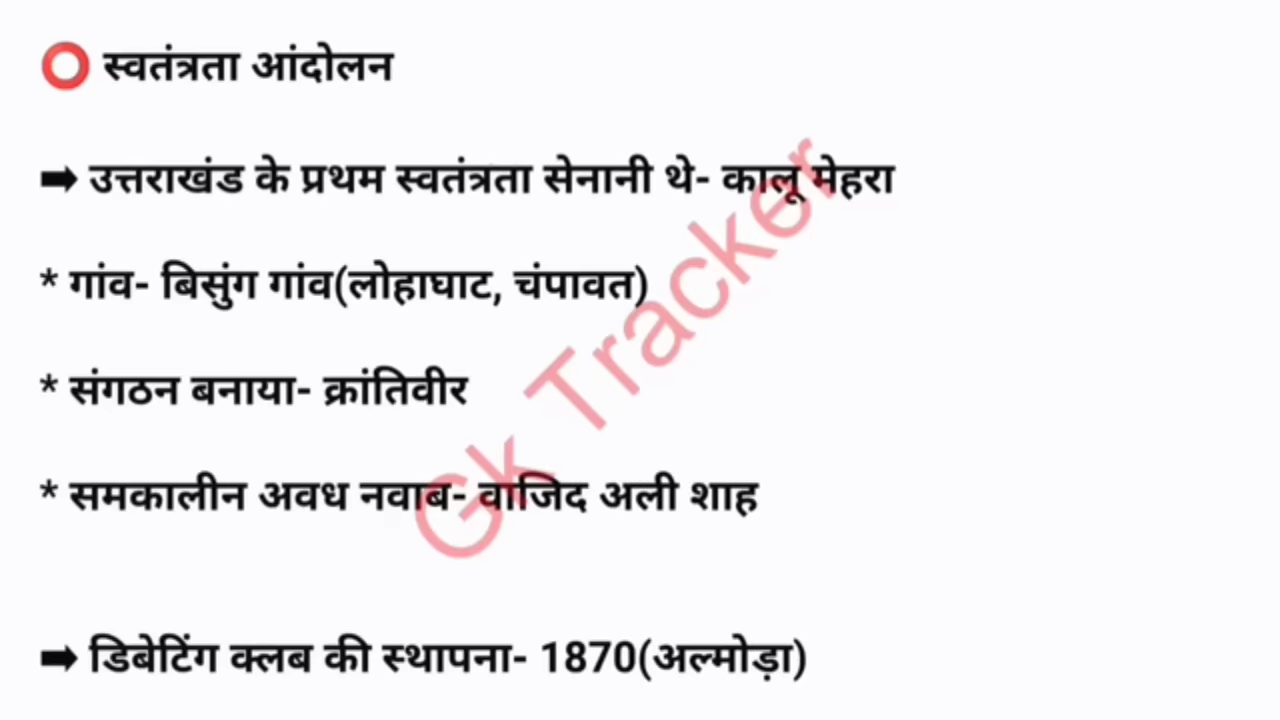 ⭕ स्वतंत्रता आंदोलन
➡ उत्तराखंड के प्रथम स्वतंत्रता सेनानी थे- कालू मेहरा
* गांव- बिसुंग गांव(लोहाघाट, चंपावत)
* संगठन बनाया- क्रांतिवीर
* समकालीन अवध नवाब- वाजिद अली शाह
➡ डिबेटिंग क्लब की स्थापना- 1870(अल्मोड़ा)
Gk Tracker